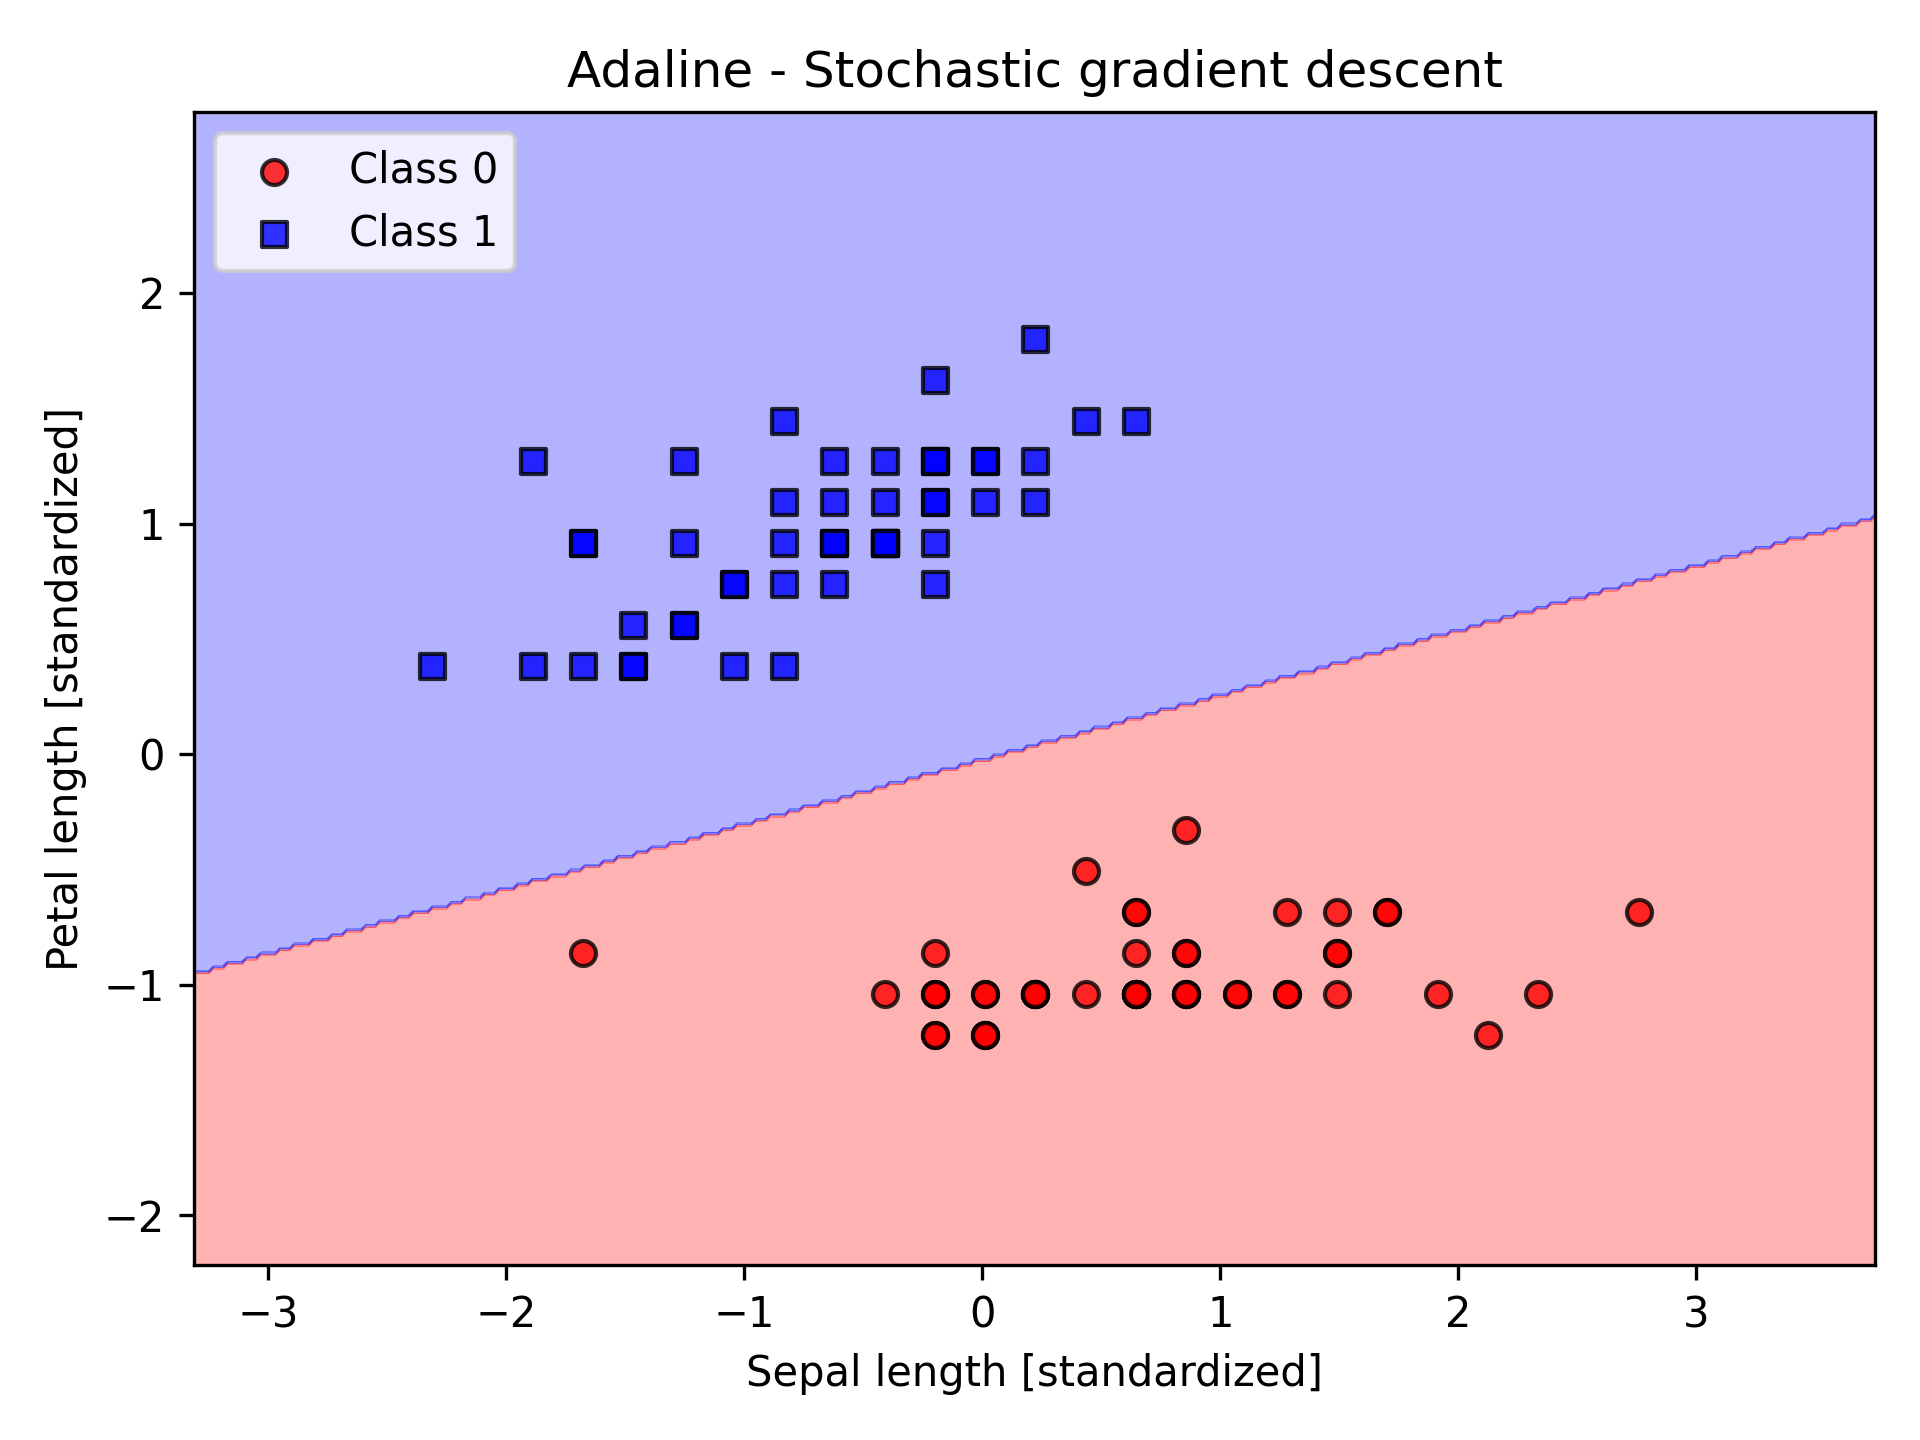 Adaline - Stochastic gradient descent
Class 0
Class 1
2
1
0
−1
−2
Petal length [standardized]
−3 −2 −1 0 1 2 3
Sepal length [standardized]